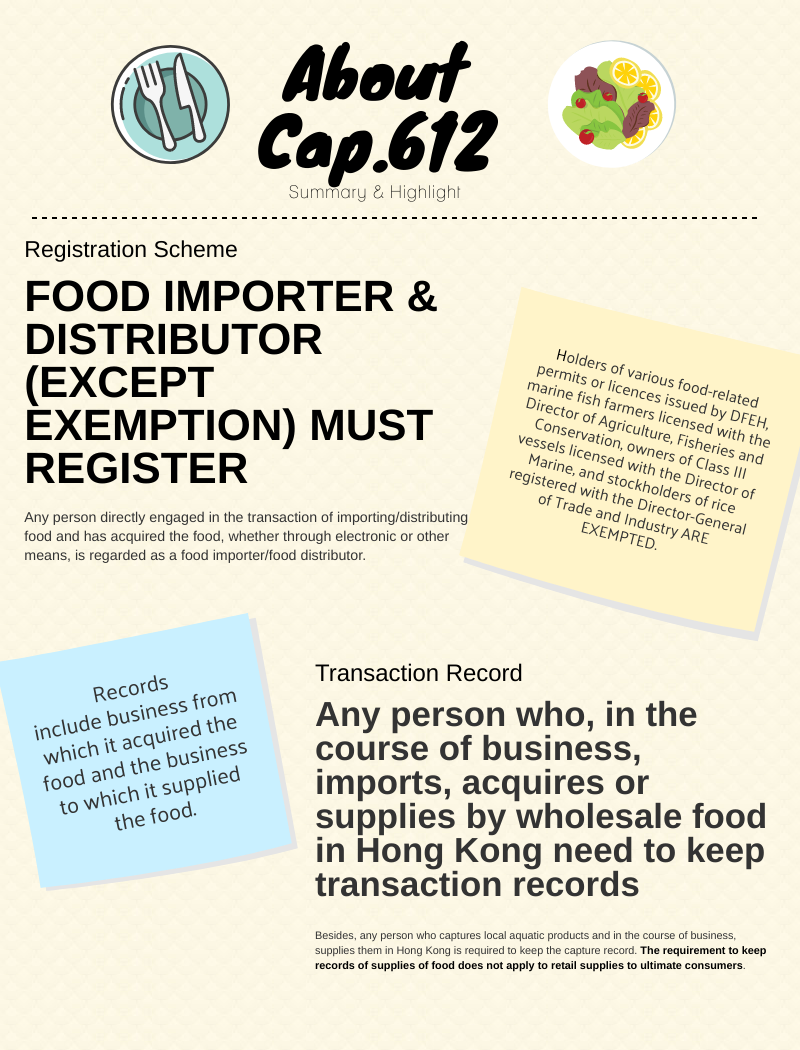 About
Cap.612
Summary & Highlight
Registration Scheme
FOOD IMPORTER &
DISTRIBUTOR
(EXCEPT
EXEMPTION) MUST
REGISTER
Any person directly engaged in the transaction of importing/distributing
food and has acquired the food, whether through electronic or other
means, is regarded as a food importer/food distributor.
Holders of various food-related
permits or licences issued by DFEH,
marine fish farmers licensed with the
Director of Agriculture, Fisheries and
Conservation, owners of Class III
vessels licensed with the Director of
Marine, and stockholders of rice
registered with the Director-General
of Trade and Industry ARE
EXEMPTED.
Records
include business from
which it acquired the
food and the business
to which it supplied
the food.
Transaction Record
Any person who, in the
course of business,
imports, acquires or
supplies by wholesale food
in Hong Kong need to keep
transaction records
Besides, any person who captures local aquatic products and in the course of business,
supplies them in Hong Kong is required to keep the capture record. The requirement to keep
records of supplies of food does not apply to retail supplies to ultimate consumers.